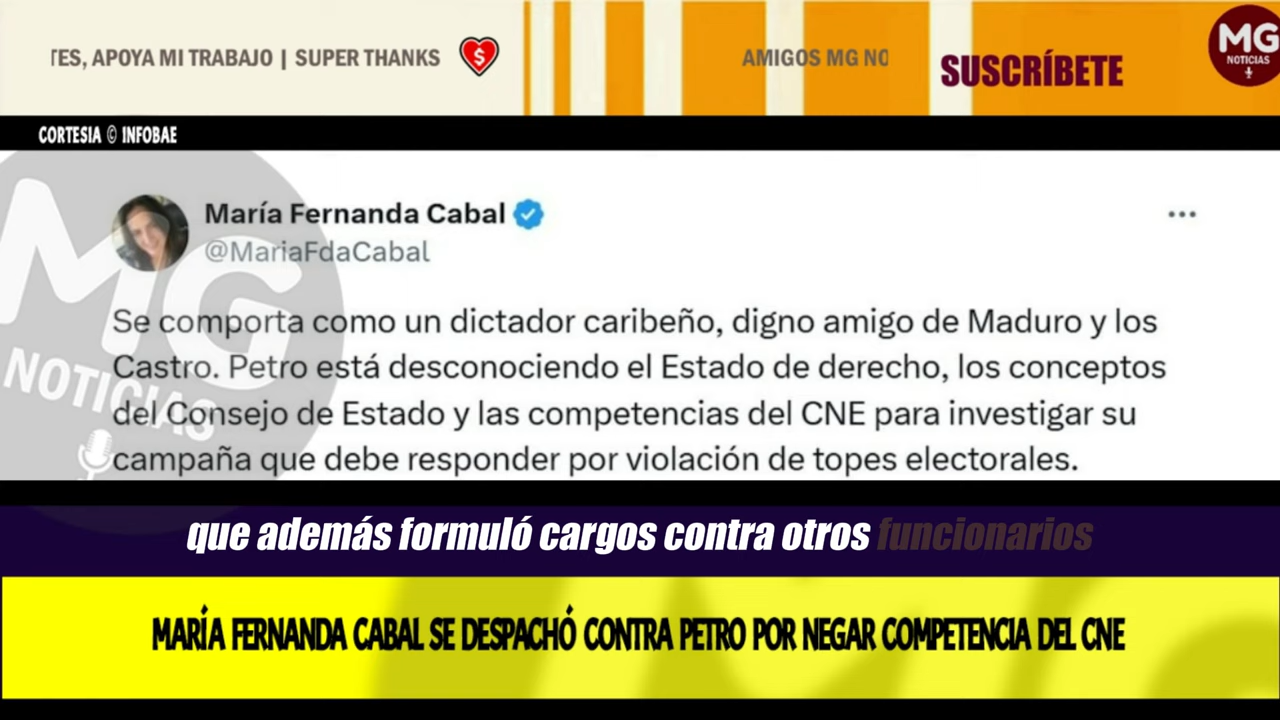 TES, APOYA MI TRABAJO | SUPER THANKS
AMIGOS MG NO
SUSCRÍBETE
MG
NOTICIAS
CORTESIA © INFOBAE
María Fernanda Cabal
@MariaFdaCabal
Se comporta como un dictador caribeño, digno amigo de Maduro y los
Castro. Petro está desconociendo el Estado de derecho, los conceptos
del Consejo de Estado y las competencias del CNE para investigar su
campaña que debe responder por violación de topes electorales.
MG
NOTICIAS
que además formuló cargos contra otros funcionarios
MARÍA FERNANDA CABAL SE DESPACHÓ CONTRA PETRO POR NEGAR COMPETENCIA DEL CNE